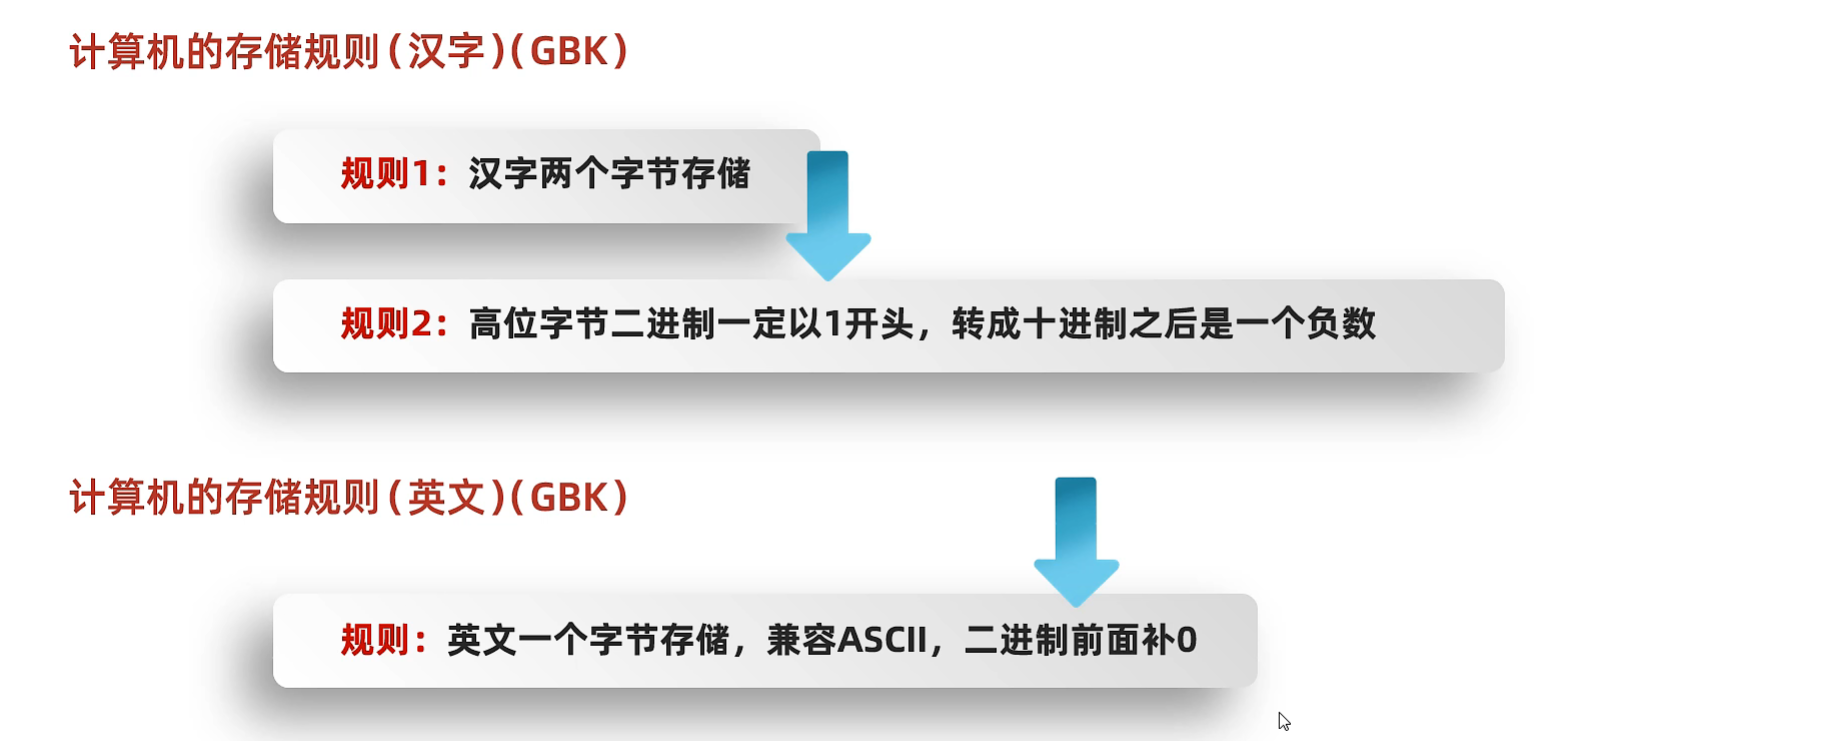 计算机的存储规则(汉字)(GBK)
规则1：汉字两个字节存储
规则2：高位字节二进制一定以1开头，转成十进制之后是一个负数
计算机的存储规则(英文)(GBK)
规则：英文一个字节存储，兼容ASCII，二进制前面补0